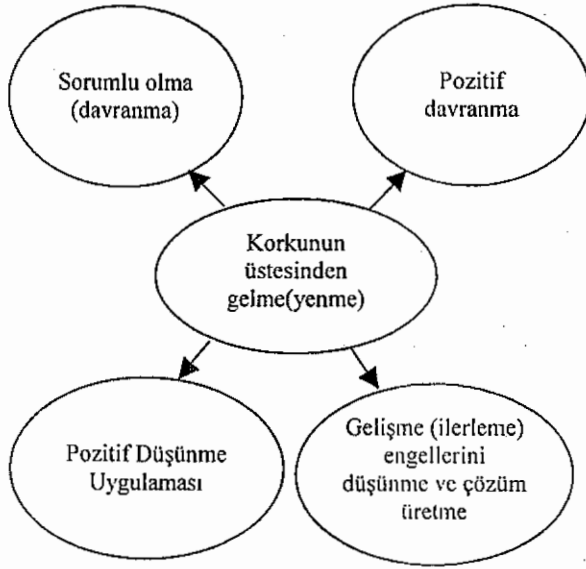 Sorumlu olma
(davranma)
Pozitif
davranma
Korkunun
üstesinden
gelme(yenme)
Pozitif Düşünme
Uygulaması
Gelişme (ilerleme)
engellerini
düşünme ve çözüm
üretme